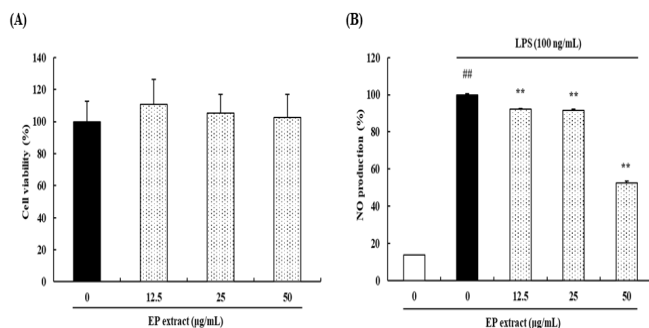 (A)
140
120
100
80
60
40
20
0
Cell viability (%)
0 12.5 25 50
EP extract (μg/mL)
(B)
LPS (100 ng/mL)
120
100
80
60
40
20
0
NO production (%)
##
**
**
**
0 0 12.5 25 50
EP extract (μg/mL)